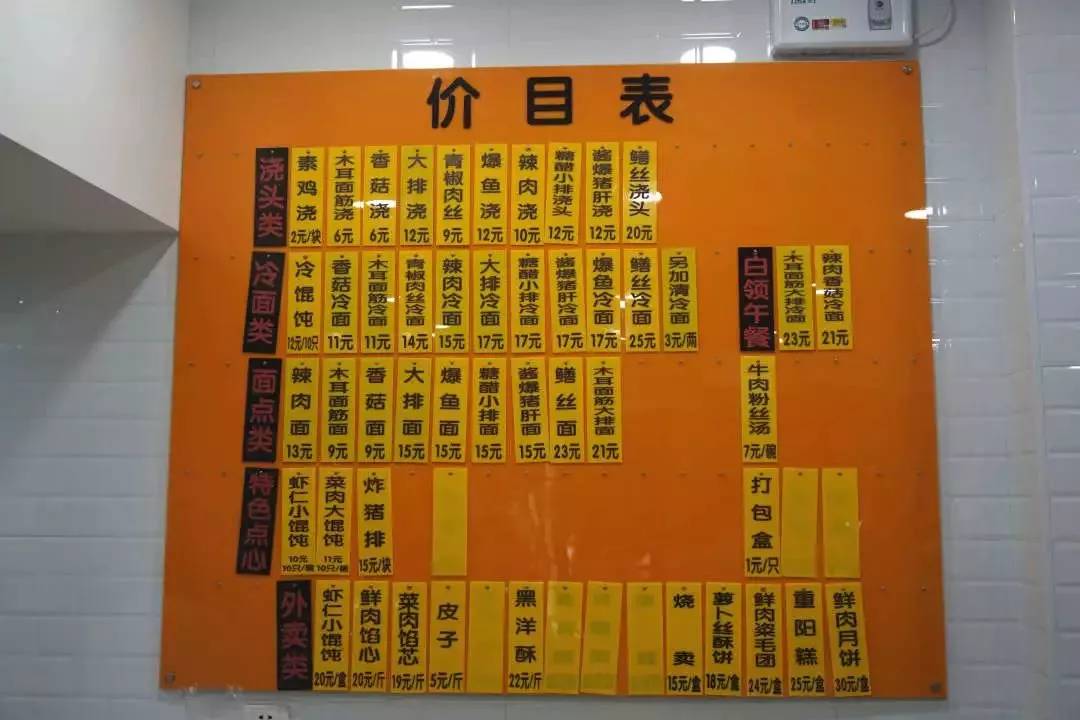 价目表
浇头类
素鸡浇 2元/块
木耳面筋浇 6元
香菇浇 6元
大排浇 12元
青椒肉丝 9元
爆鱼浇 12元
辣肉浇 10元
糖醋小排浇头 12元
酱爆猪肝浇 12元
鳝丝浇头 20元
冷面类
冷馄饨 12元/10只
香菇冷面 11元
木耳面筋冷面 11元
青椒肉丝冷面 14元
辣肉冷面 15元
大排冷面 17元
糖醋小排冷面 17元
酱爆猪肝冷面 17元
爆鱼冷面 17元
鳝丝冷面 25元
另加清冷面 3元/两
白领午餐
木耳面筋大排冷面 23元
辣肉香菇冷面 21元
面点类
辣肉面 13元
木耳面筋面 9元
香菇面 9元
大排面 15元
爆鱼面 15元
糖醋小排面 15元
酱爆猪肝面 15元
鳝丝面 23元
木耳面筋大排面 21元
牛肉粉丝汤 7元/碗
特色点心
虾仁小馄饨 10元 10只/碗
菜肉大馄饨 11元 10只/碗
炸猪排 15元/块
打包盒 1元/只
外卖类
虾仁小馄饨 20元/盒
鲜肉馅心 20元/斤
菜肉馅芯 19元/斤
皮子 5元/斤
黑洋酥 22元/斤
烧卖 15元/盒
萝卜丝酥饼 18元/盒
鲜肉粢毛团 24元/盒
重阳糕 25元/盒
鲜肉月饼 30元/盒